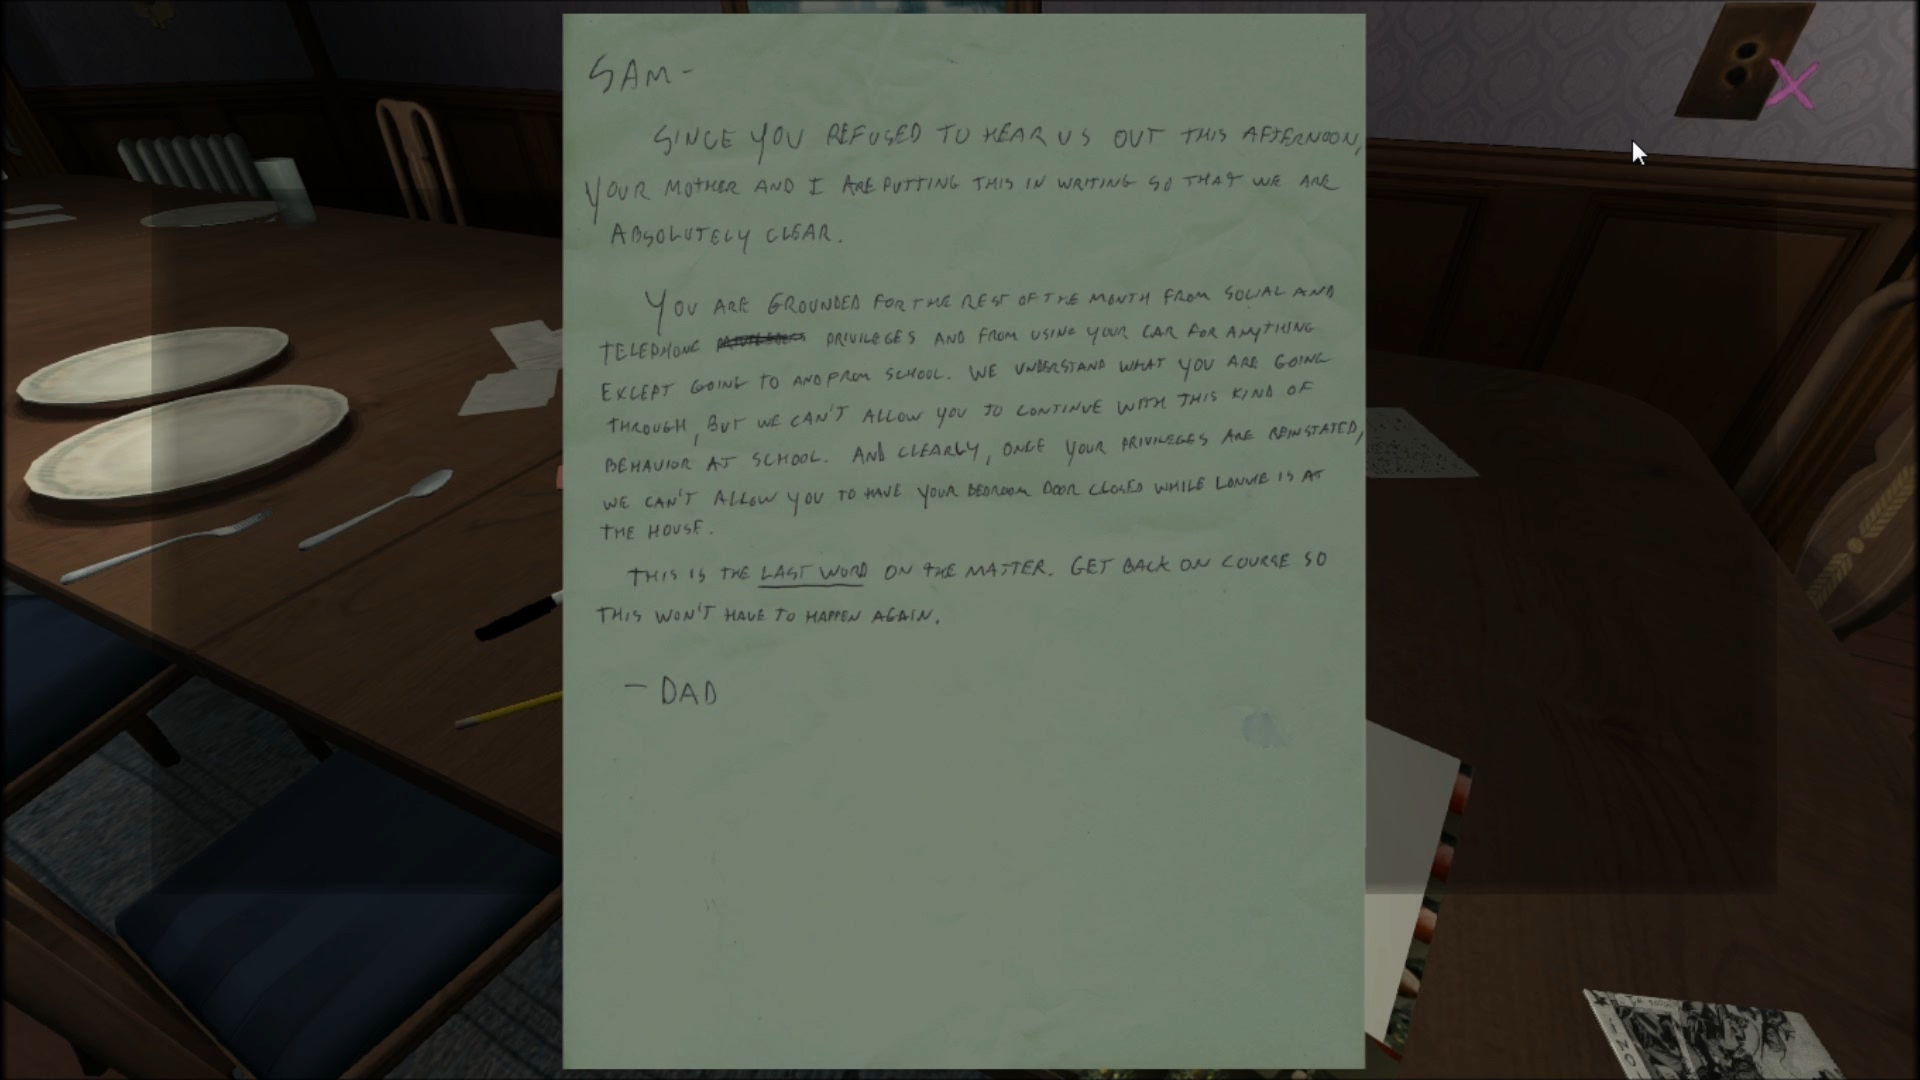 SAM-
SINCE YOU REFUSED TO HEAR US OUT THIS AFTERNOON,
YOUR MOTHER AND I ARE PUTTING THIS IN WRITING SO THAT WE ARE
ABSOLUTELY CLEAR.
YOU ARE GROUNDED FOR THE REST OF THE MONTH FROM SOCIAL AND
TELEPHONE PRIVILEGES AND FROM USING YOUR CAR FOR ANYTHING
EXCEPT GOING TO AND FROM SCHOOL. WE UNDERSTAND WHAT YOU ARE GOING
THROUGH, BUT WE CAN'T ALLOW YOU TO CONTINUE WITH THIS KIND OF
BEHAVIOR AT SCHOOL. AND CLEARLY, ONCE YOUR PRIVILEGES ARE REINSTATED,
WE CAN'T ALLOW YOU TO HAVE YOUR BEDROOM DOOR CLOSED WHILE LONNIE IS AT
THE HOUSE.
THIS IS THE LAST WORD ON THE MATTER. GET BACK ON COURSE SO
THIS WON'T HAVE TO HAPPEN AGAIN.
- DAD